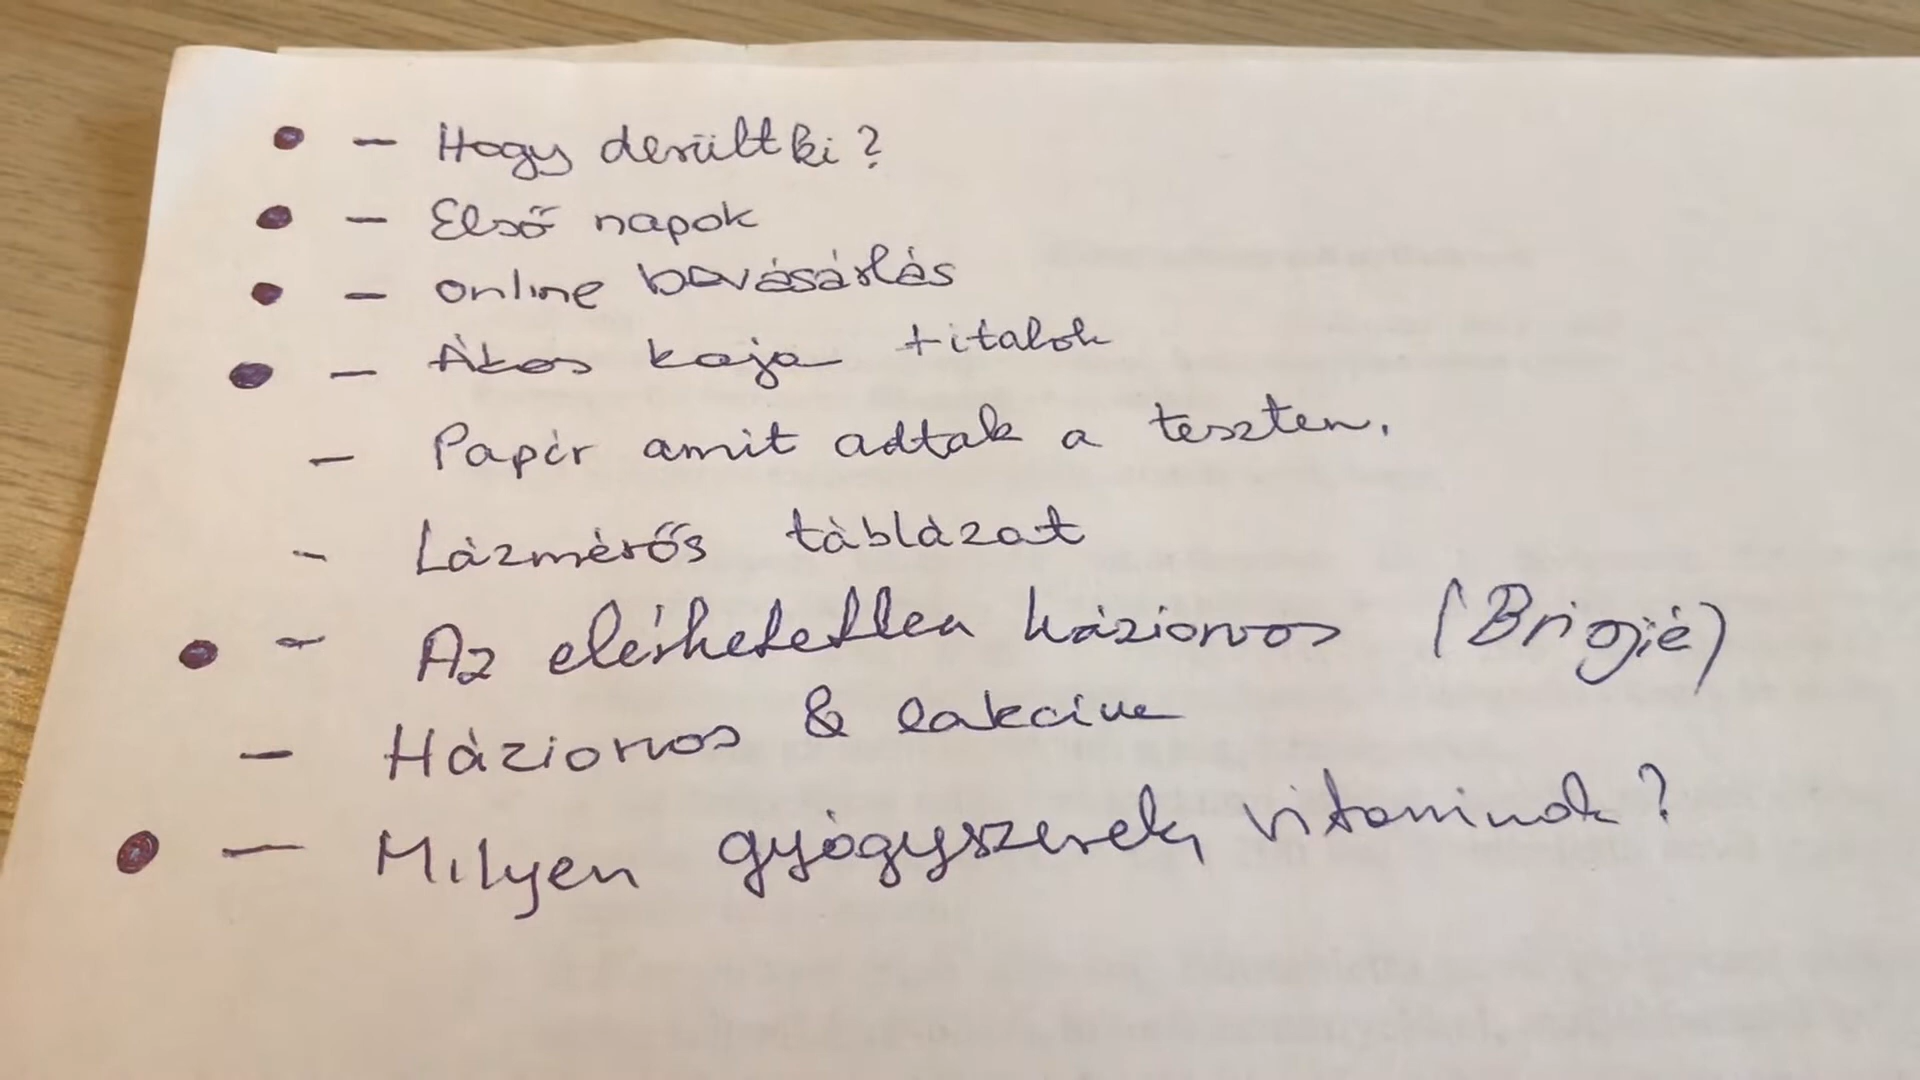 - Hogy derült ki?
- Első napok
- online bevásárlás
- Ákos kaja + italok
- Papír amit adtak a teszten.
- Lázmérős táblázat
- Az elérhetetlen háziorvos (Brigié)
- Háziorvos & lakcím
- Milyen gyógyszerek, vitaminok?